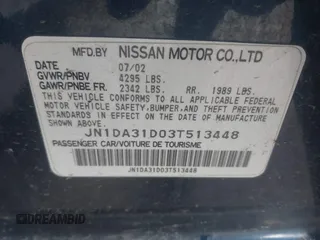 MFD. BY NISSAN MOTOR CO.,LTD
DATE 07/02
GVWR/PNBV 4295 LBS.
GAWR/PNBE FR. 2342 LBS. RR. 1989 LBS.
THIS VEHICLE CONFORMS TO ALL APPLICABLE
FEDERAL MOTOR VEHICLE SAFETY,BUMPER,AND THEFT
STANDARDS IN EFFECT ON THE DATE OF
MANUFACTURE SHOWN ABOVE.
JN1DA31D03T513448
PASSENGER CAR/VOITURE DE TOURISME
JN1DA31D03T513448
DREAMBID